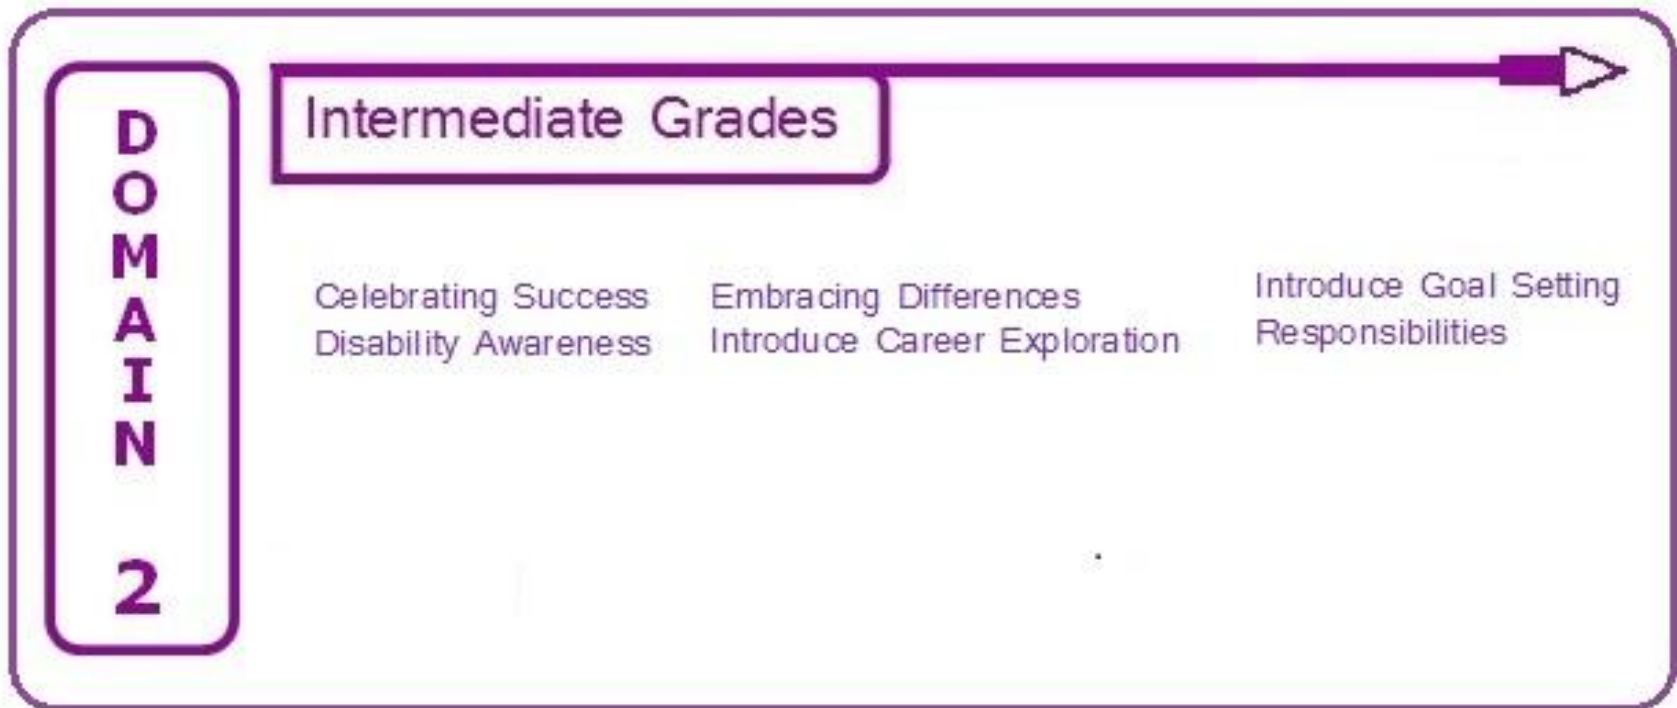 DOMAIN 2
Intermediate Grades
Celebrating Success
Disability Awareness
Embracing Differences
Introduce Career Exploration
Introduce Goal Setting
Responsibilities